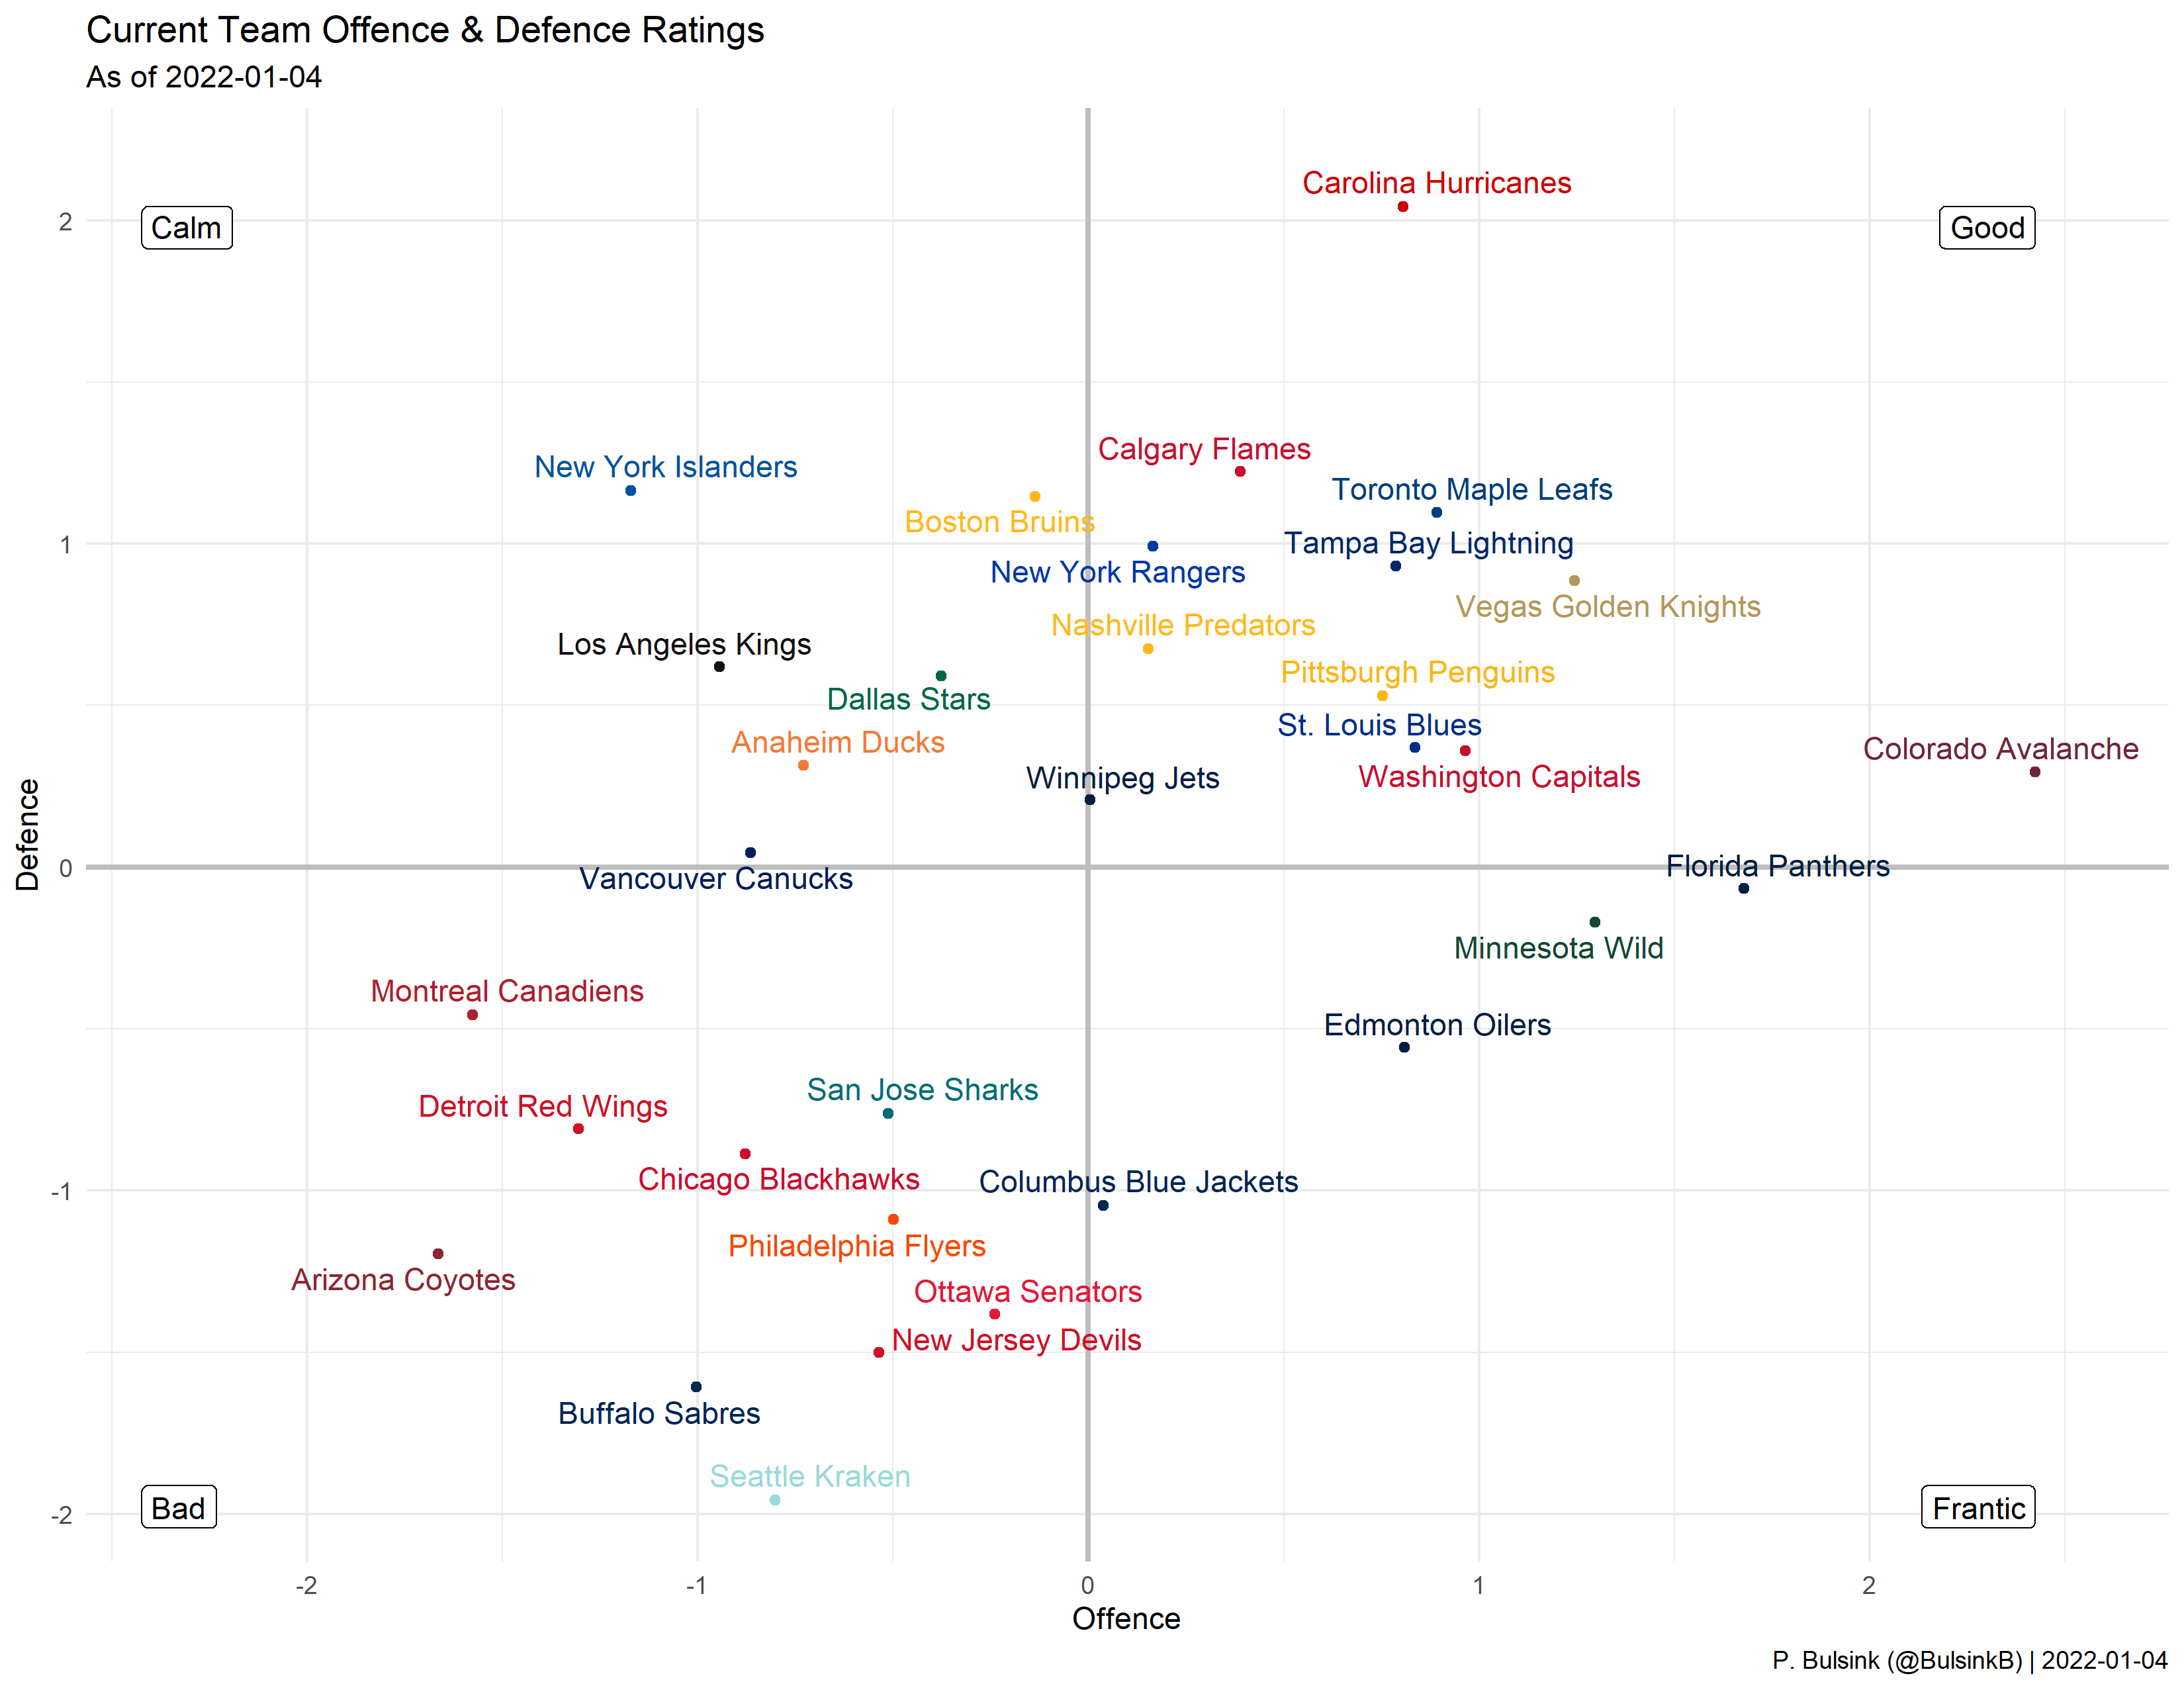 Current Team Offence & Defence Ratings
As of 2022-01-04
Carolina Hurricanes
2
Calm
Good
Calgary Flames
New York Islanders
Toronto Maple Leafs
Boston Bruins
1
Tampa Bay Lightning
New York Rangers
Vegas Golden Knights
Nashville Predators
Los Angeles Kings
Pittsburgh Penguins
Dallas Stars
St. Louis Blues
Anaheim Ducks
Colorado Avalanche
Winnipeg Jets
Washington Capitals
Defence
0
Florida Panthers
Vancouver Canucks
Minnesota Wild
Montreal Canadiens
Edmonton Oilers
San Jose Sharks
Detroit Red Wings
Chicago Blackhawks
Columbus Blue Jackets
-1
Philadelphia Flyers
Arizona Coyotes
Ottawa Senators
New Jersey Devils
Buffalo Sabres
Seattle Kraken
Bad
Frantic
-2
-2 -1 0 1 2
Offence
P. Bulsink (@BulsinkB) | 2022-01-04